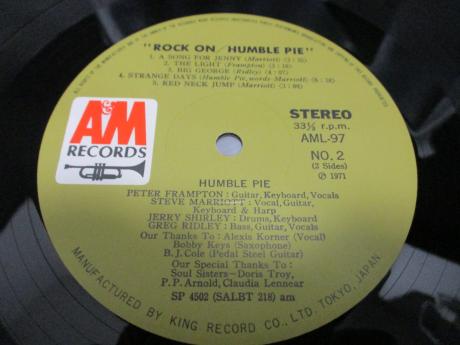 "ROCK ON/HUMBLE PIE"
1. A SONG FOR JENNY (Marriott) (2:35)
2. THE LIGHT (Frampton) (3:15)
3. BIG GEORGE (Ridley) (4:07)
4. STRANGE DAYS (Humble Pie, words Marriott) (6:18)
5. RED NECK JUMP (Marriott)
A&M
RECORDS
STEREO
33⅓ r.p.m.
AML-97
NO. 2
(2 Sides)
Ⓟ 1971
HUMBLE PIE
PETER FRAMPTON: Guitar, Keyboard, Vocals
STEVE MARRIOTT: Vocal, Guitar,
Keyboard & Harp
JERRY SHIRLEY: Drums, Keyboard
GREG RIDLEY: Bass, Guitar, Vocals
Our Thanks To: Alexis Korner (Vocal)
Bobby Keys (Saxophone)
B.J. Cole (Pedal Steel Guitar)
Our Special Thanks To:
Soul Sisters-Doris Troy,
P.P. Arnold, Claudia Lennear
SP 4502 (SALBT 218) am
MANUFACTURED BY KING RECORD CO., LTD. TOKYO, JAPAN